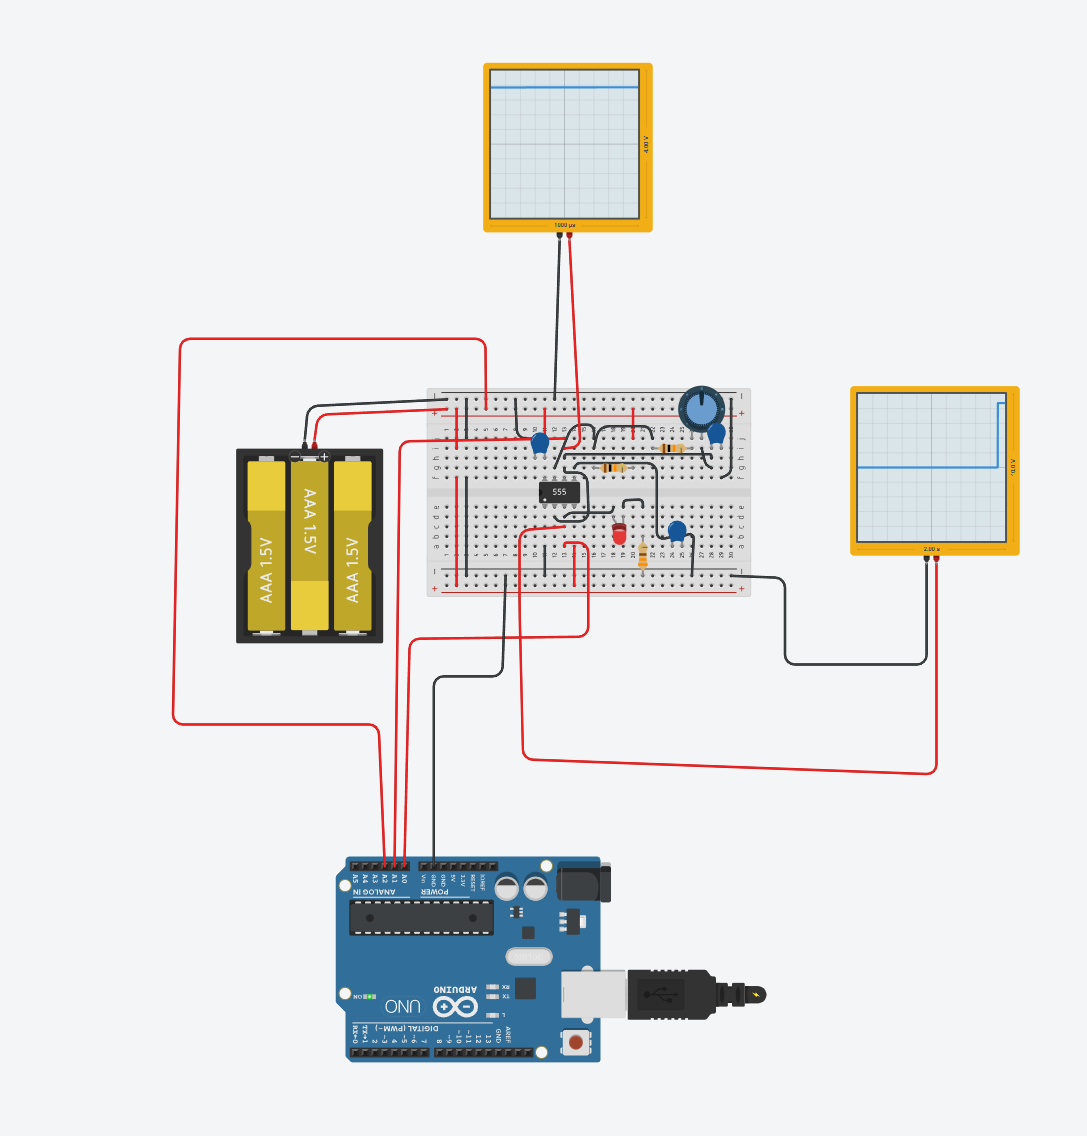 4.00 V
1000 µs
AAA 1.5V
AAA 1.5V
AAA 1.5V
555
10.0 V
2.00 s
A5
A4
A3
A2
A1
A0
Vin
GND
GND
5V
3.3V
RESET
IOREF
ANALOG IN
POWER
ON
UNO
ARDUINO
RX
TX
L
DIGITAL (PWM~)
RX←0
TX→1
2
~3
4
~5
~6
7
8
~9
~10
~11
12
13
GND
AREF